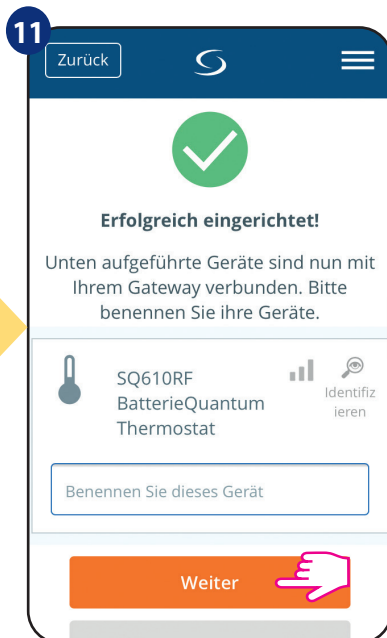 11
Zurück
Erfolgreich eingerichtet!
Unten aufgeführte Geräte sind nun mit
Ihrem Gateway verbunden. Bitte
benennen Sie ihre Geräte.
SQ610RF
BatterieQuantum
Thermostat
Identifiz
ieren
Benennen Sie dieses Gerät
Weiter